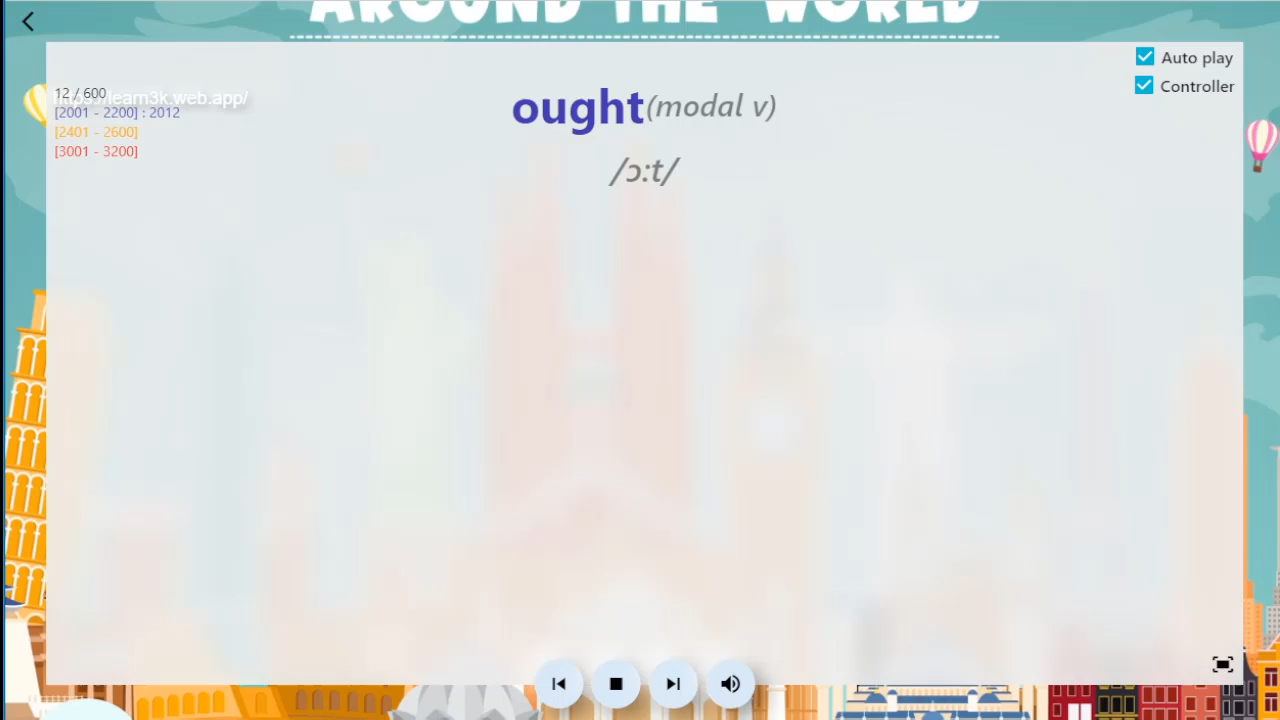 AROUND THE WORLD
Auto play
Controller
12 / 600
https://learn3k.web.app/
[2001 - 2200] : 2012
[2401 - 2600]
[3001 - 3200]
ought(modal v)
/ɔ:t/